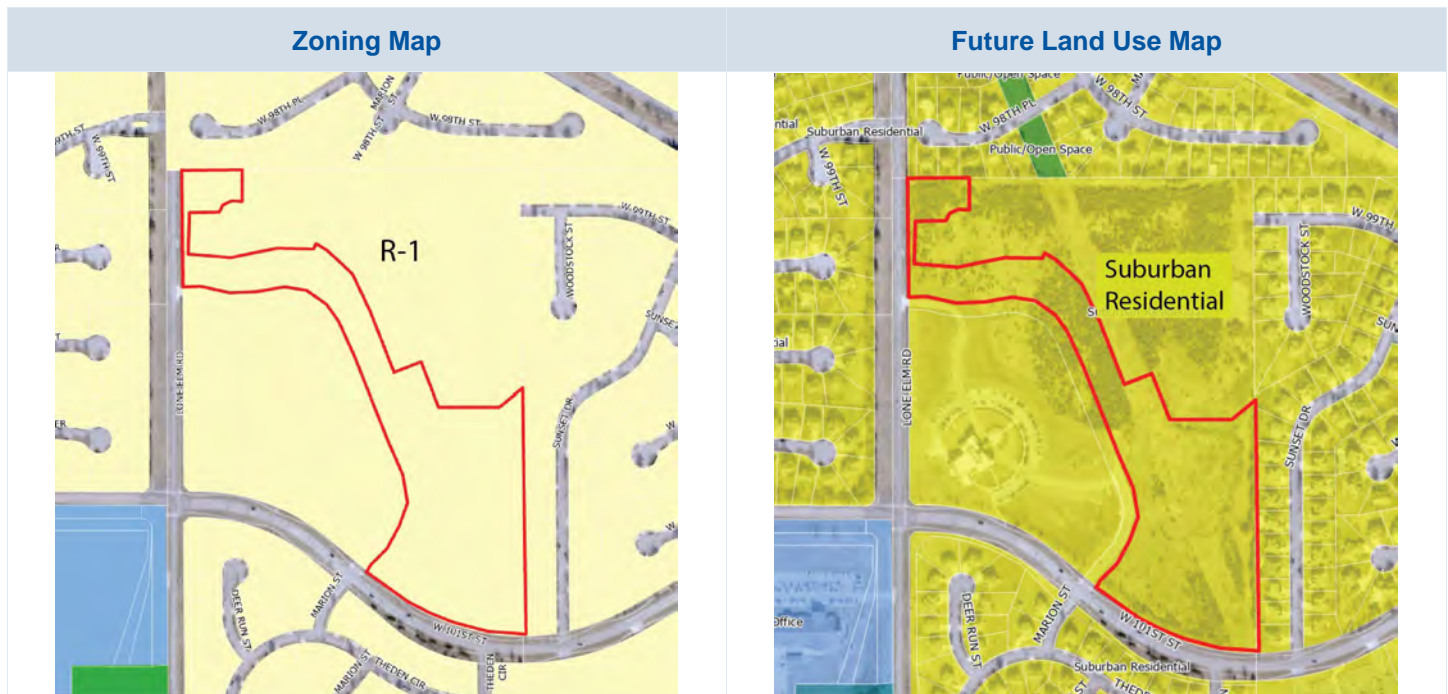 Zoning Map
Future Land Use Map
MARION ST
W 98TH PL
W 98TH ST
W 98TH ST
W 99TH ST
R-1
W 99TH ST
WOODSTOCK ST
SUNSET DR
LONE ELM RD
MARION ST
DEER RUN ST
W 101ST ST
THEDEN CIR
THEDEN CIR
MARION ST
Public/Open Space
W 98TH PL
W 98TH ST
Suburban Residential
Public/Open Space
W 99TH ST
W 99TH ST
WOODSTOCK ST
Suburban
Residential
LONE ELM RD
SUNSET DR
DEER RUN ST
MARION ST
W 101ST ST
Suburban Residential